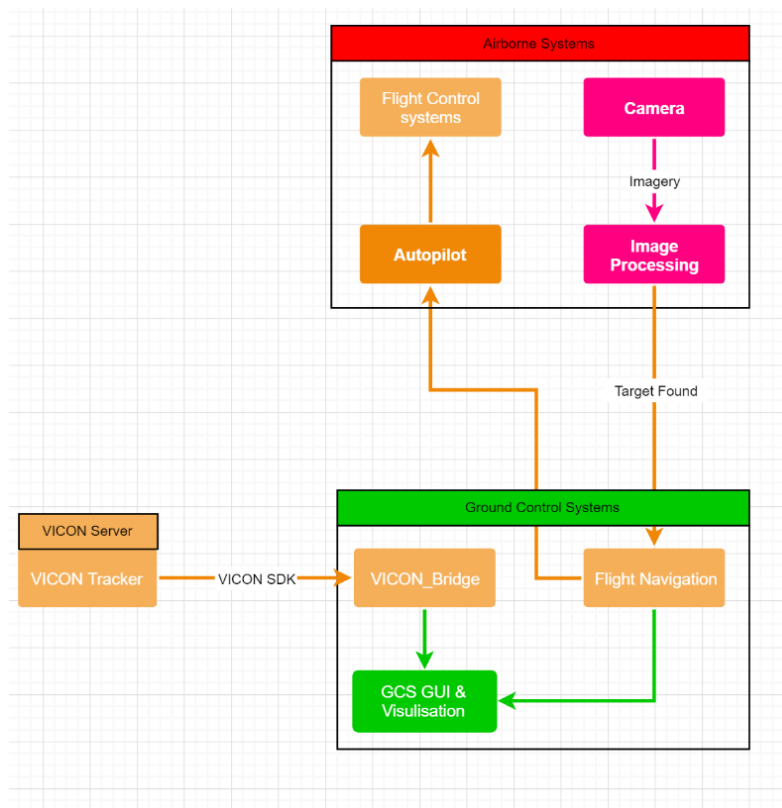 Airborne Systems
Flight Control
systems
Camera
Imagery
Autopilot
Image
Processing
Target Found
Ground Control Systems
VICON Server
VICON Tracker
VICON SDK
VICON_Bridge
Flight Navigation
GCS GUI &
Visulisation